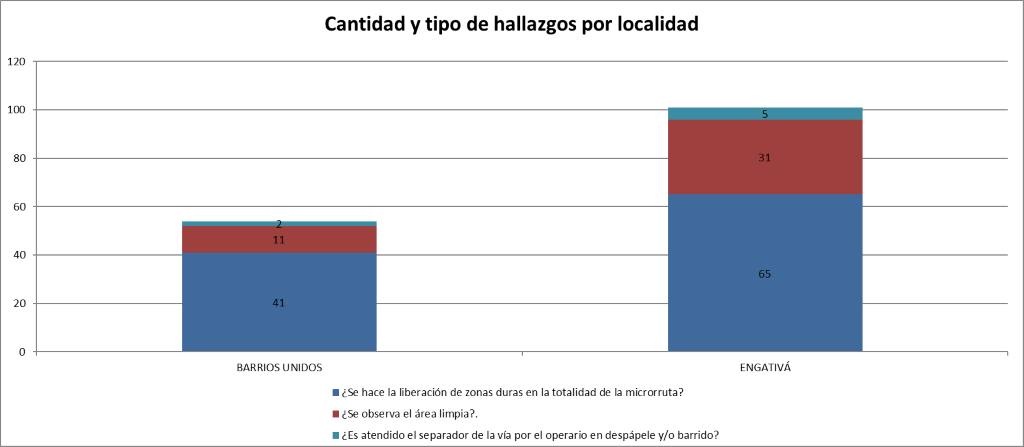 Cantidad y tipo de hallazgos por localidad
120
100
80
60
40
20
0
2
11
41
5
31
65
BARRIOS UNIDOS
ENGATIVÁ
¿Se hace la liberación de zonas duras en la totalidad de la microrruta?
¿Se observa el área limpia?.
¿Es atendido el separador de la vía por el operario en despápele y/o barrido?